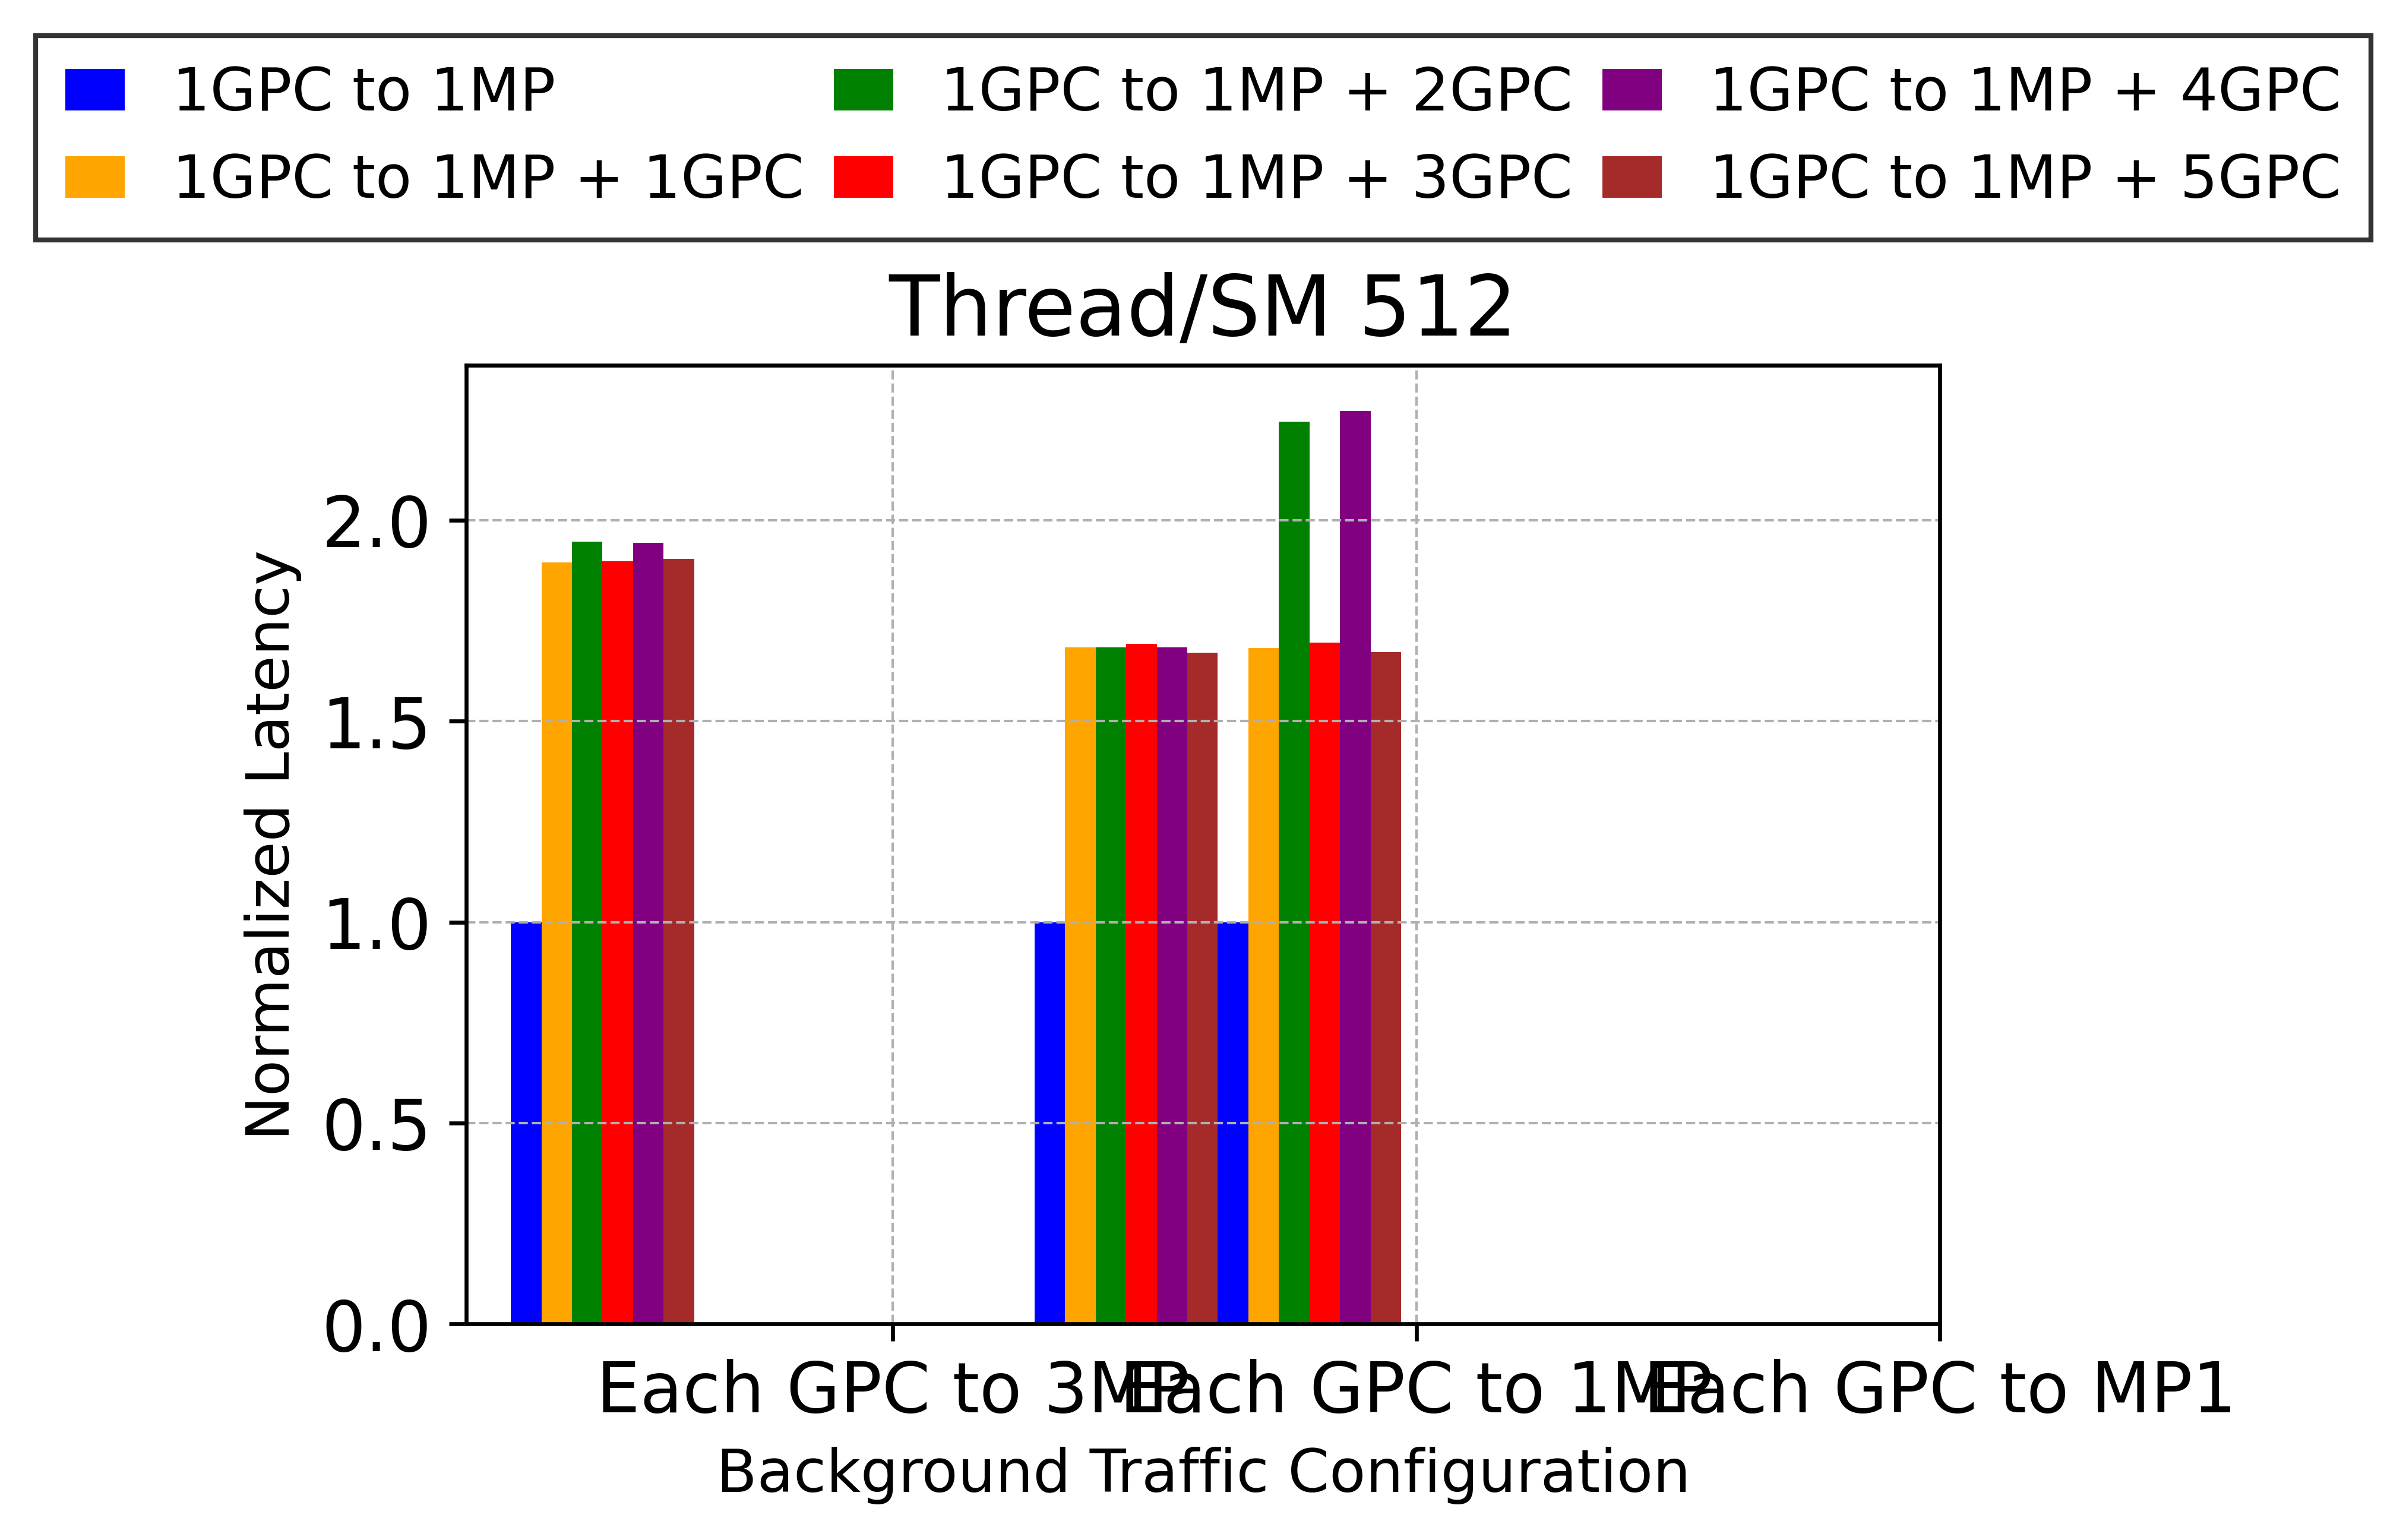 1GPC to 1MP
1GPC to 1MP + 1GPC
1GPC to 1MP + 2GPC
1GPC to 1MP + 3GPC
1GPC to 1MP + 4GPC
1GPC to 1MP + 5GPC
Thread/SM 512
Normalized Latency
2.0
1.5
1.0
0.5
0.0
Each GPC to 3MP
Each GPC to 1MP
Each GPC to MP1
Background Traffic Configuration